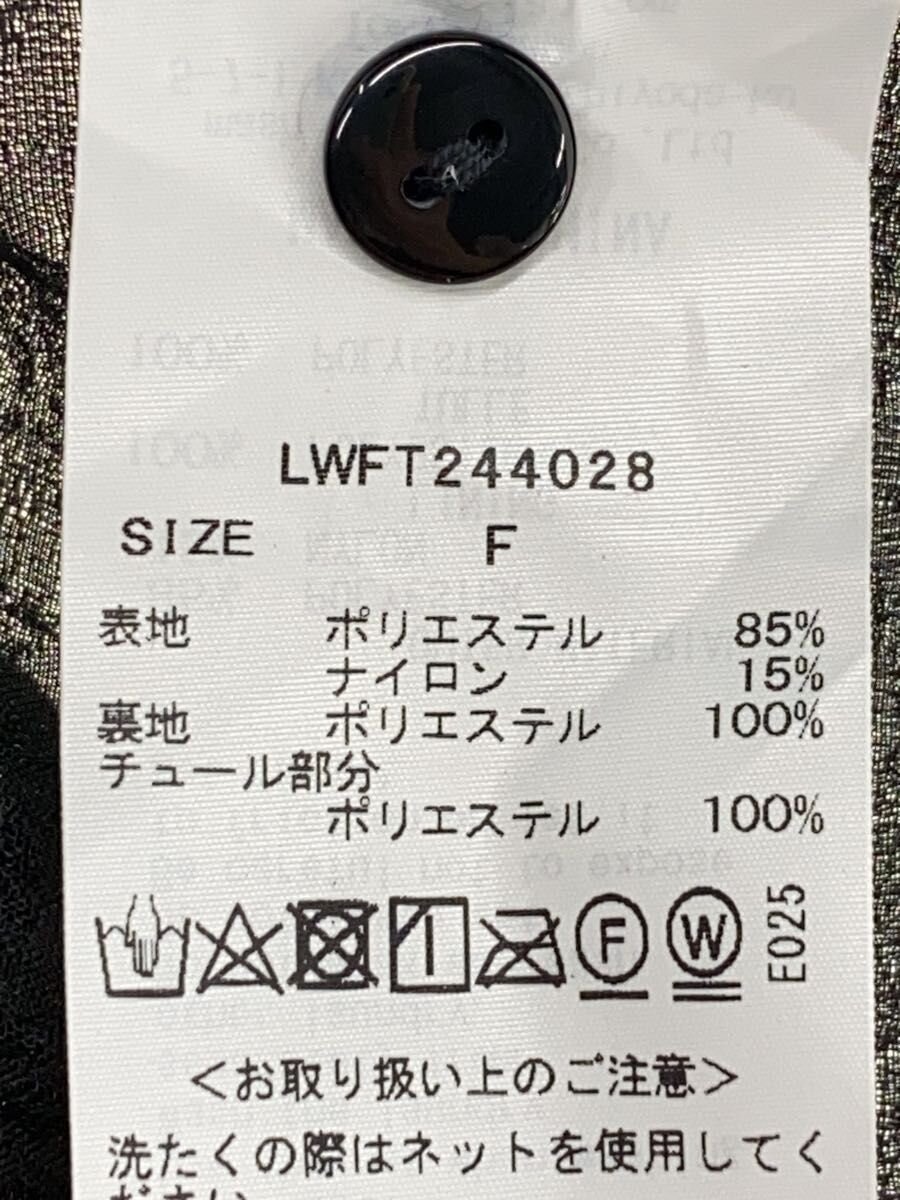 LWFT244028
SIZE F
表地 ポリエステル 85%
ナイロン 15%
裏地 ポリエステル 100%
チュール部分
ポリエステル 100%
F W E025
<お取り扱い上のご注意>
洗たくの際はネットを使用してく
ださい